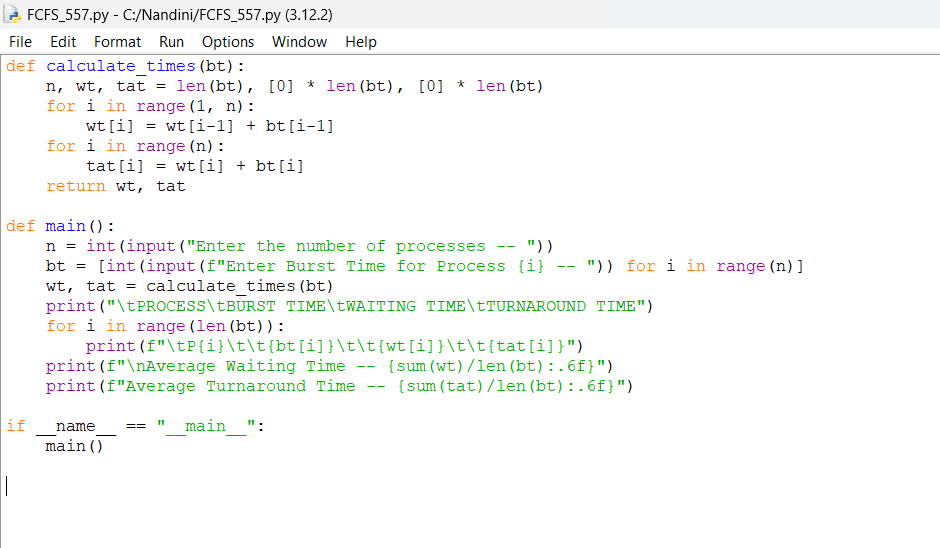 FCFS_557.py - C:/Nandini/FCFS_557.py (3.12.2)
File Edit Format Run Options Window Help
def calculate_times(bt):
    n, wt, tat = len(bt), [0] * len(bt), [0] * len(bt)
    for i in range(1, n):
        wt[i] = wt[i-1] + bt[i-1]
    for i in range(n):
        tat[i] = wt[i] + bt[i]
    return wt, tat

def main():
    n = int(input("Enter the number of processes -- "))
    bt = [int(input(f"Enter Burst Time for Process {i} -- ")) for i in range(n)]
    wt, tat = calculate_times(bt)
    print("\tPROCESS\tBURST TIME\tWAITING TIME\tTURNAROUND TIME")
    for i in range(len(bt)):
        print(f"\tP{i}\t\t{bt[i]}\t\t{wt[i]}\t\t{tat[i]}")
    print(f"\nAverage Waiting Time -- {sum(wt)/len(bt):.6f}")
    print(f"Average Turnaround Time -- {sum(tat)/len(bt):.6f}")

if __name__ == "__main__":
    main()